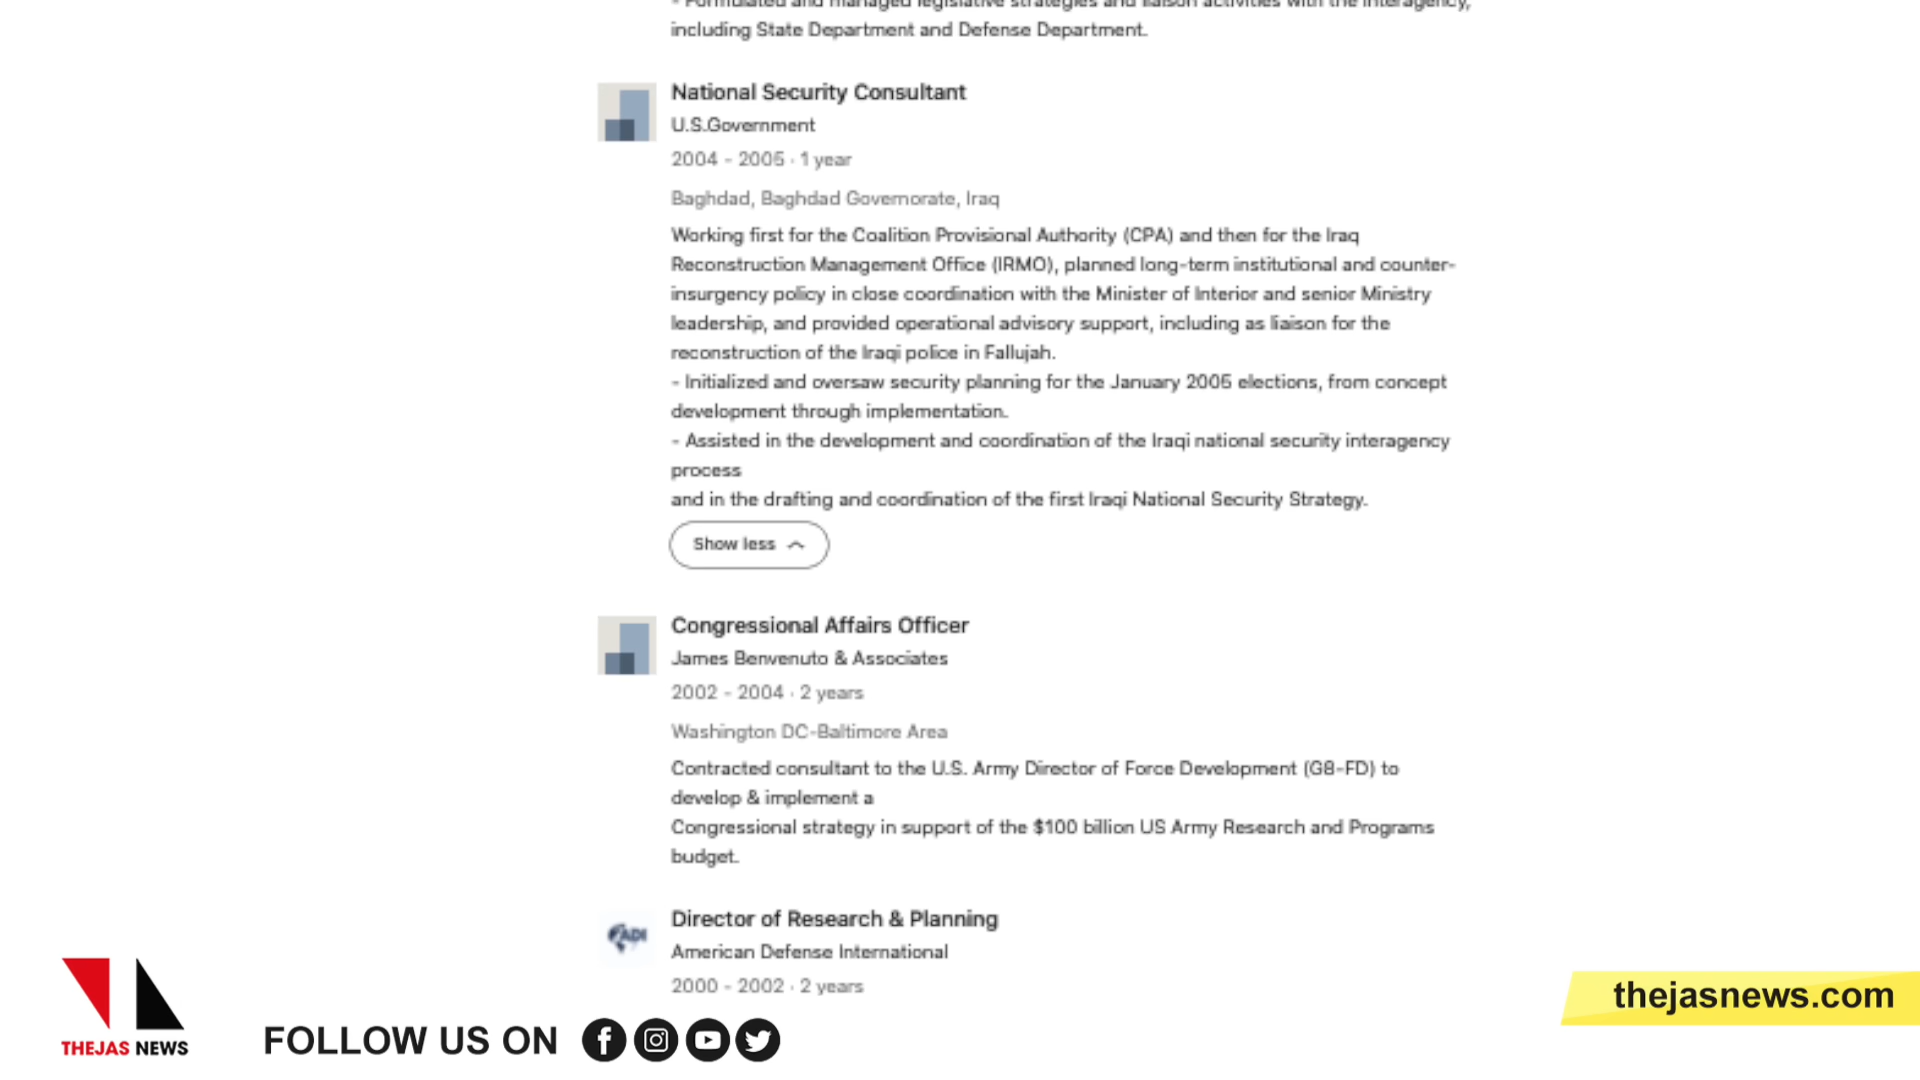 - Formulated and managed legislative strategies and liaison activities with the interagency,
including State Department and Defense Department.
National Security Consultant
U.S.Government
2004 - 2005 · 1 year
Baghdad, Baghdad Governorate, Iraq
Working first for the Coalition Provisional Authority (CPA) and then for the Iraq
Reconstruction Management Office (IRMO), planned long-term institutional and counter-
insurgency policy in close coordination with the Minister of Interior and senior Ministry
leadership, and provided operational advisory support, including as liaison for the
reconstruction of the Iraqi police in Fallujah.
- Initialized and oversaw security planning for the January 2005 elections, from concept
development through implementation.
- Assisted in the development and coordination of the Iraqi national security interagency
process
and in the drafting and coordination of the first Iraqi National Security Strategy.
Show less
Congressional Affairs Officer
James Benvenuto & Associates
2002 - 2004 · 2 years
Washington DC-Baltimore Area
Contracted consultant to the U.S. Army Director of Force Development (G8-FD) to
develop & implement a
Congressional strategy in support of the $100 billion US Army Research and Programs
budget.
ADI
Director of Research & Planning
American Defense International
2000 - 2002 · 2 years
THEJAS NEWS
FOLLOW US ON
thejasnews.com